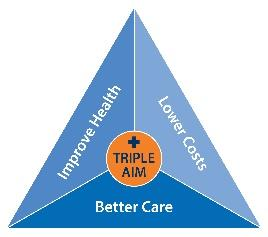 Improve Health
Lower Costs
TRIPLE
AIM
Better Care